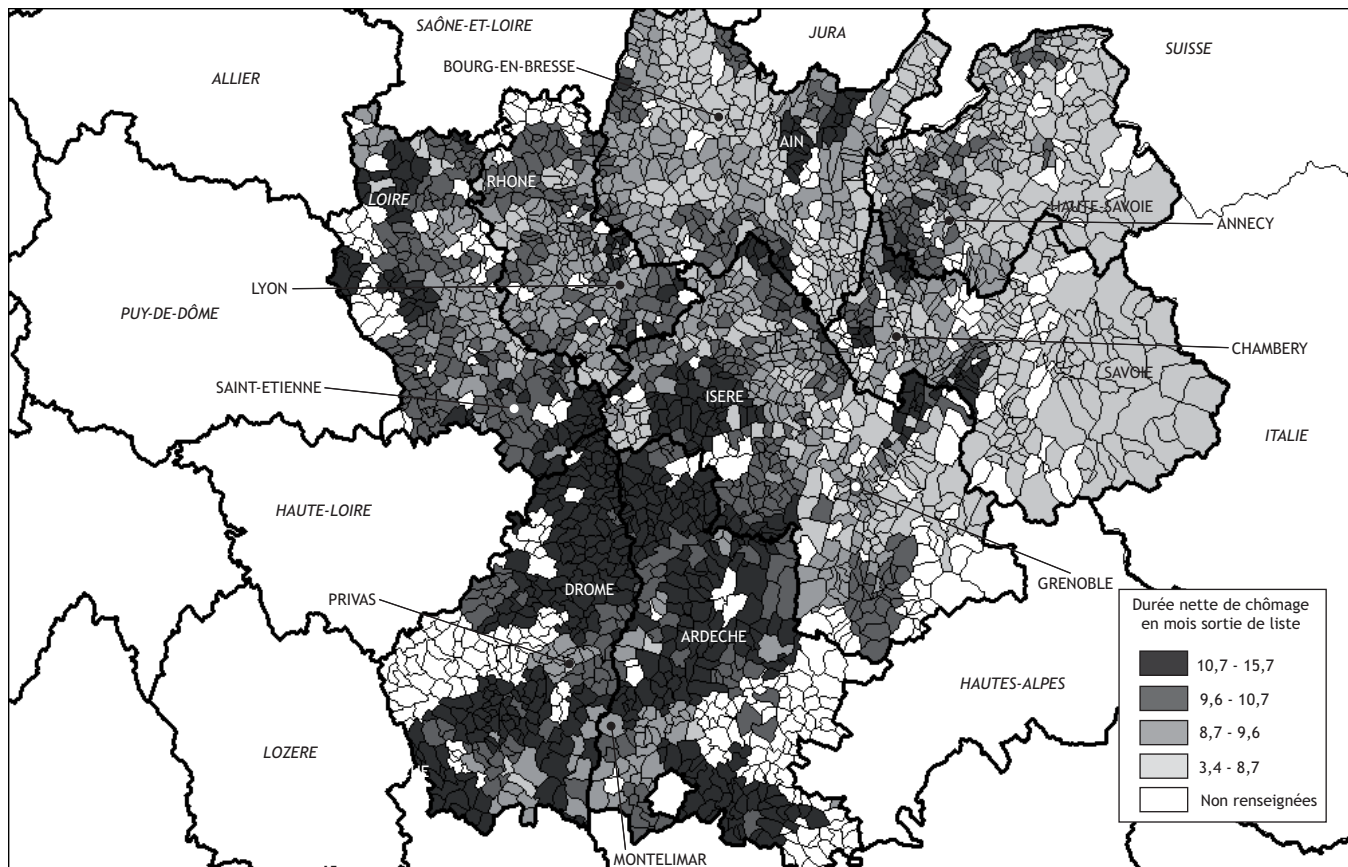 SAÔNE-ET-LOIRE
JURA
SUISSE
BOURG-EN-BRESSE
ALLIER
AIN
RHONE
LOIRE
HAUTE-SAVOIE
ANNECY
LYON
PUY-DE-DÔME
CHAMBERY
SAVOIE
SAINT-ETIENNE
ISERE
ITALIE
HAUTE-LOIRE
GRENOBLE
DROME
PRIVAS
ARDECHE
HAUTES-ALPES
LOZERE
MONTELIMAR
Durée nette de chômage
en mois sortie de liste
10,7 - 15,7
9,6 - 10,7
8,7 - 9,6
3,4 - 8,7
Non renseignées